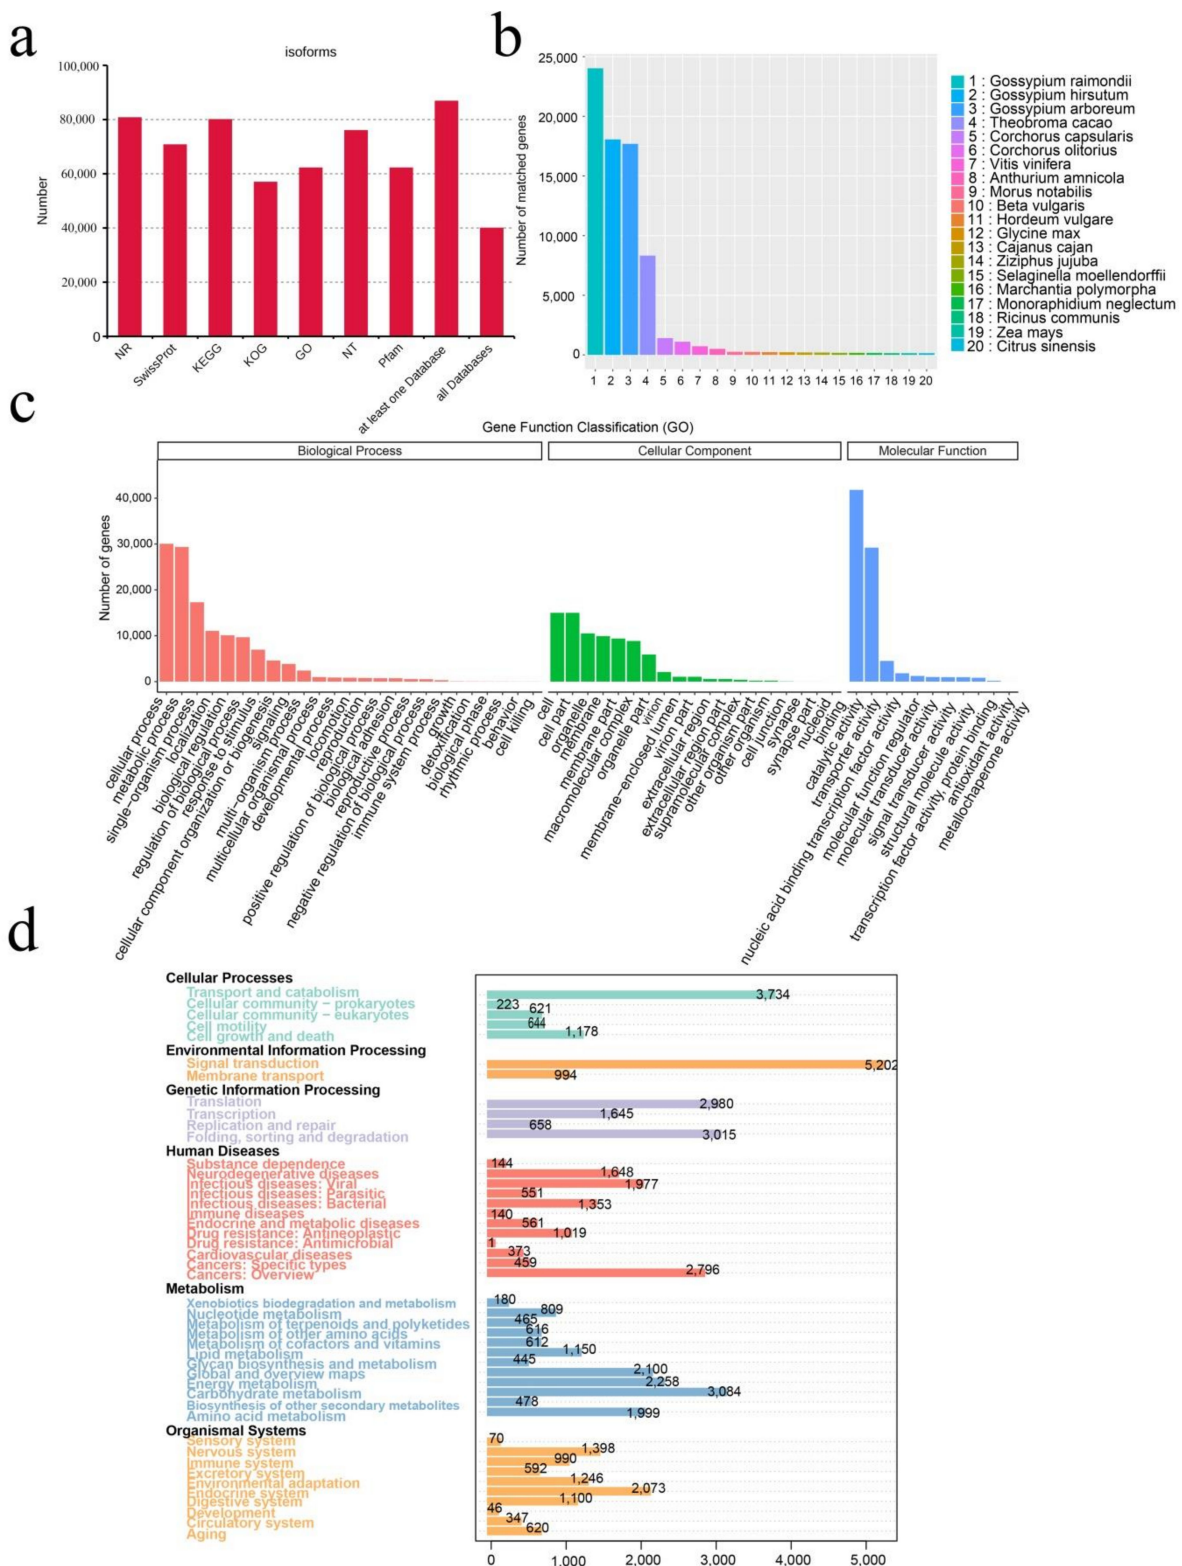 a
isoforms
Number
100,000
80,000
60,000
40,000
20,000
0
NR
SwissProt
KEGG
KOG
GO
NT
Pfam
at least one Database
all Databases
b
Number of matched genes
25,000
20,000
15,000
10,000
5,000
0
1 2 3 4 5 6 7 8 9 10 11 12 13 14 15 16 17 18 19 20
1 : Gossypium raimondii
2 : Gossypium hirsutum
3 : Gossypium arboreum
4 : Theobroma cacao
5 : Corchorus capsularis
6 : Corchorus olitorius
7 : Vitis vinifera
8 : Anthurium amnicola
9 : Morus notabilis
10 : Beta vulgaris
11 : Hordeum vulgare
12 : Glycine max
13 : Cajanus cajan
14 : Ziziphus jujuba
15 : Selaginella moellendorffii
16 : Marchantia polymorpha
17 : Monoraphidium neglectum
18 : Ricinus communis
19 : Zea mays
20 : Citrus sinensis
c
Gene Function Classification (GO)
Biological Process
Cellular Component
Molecular Function
Number of genes
40,000
30,000
20,000
10,000
0
cellular process
metabolic process
single-organism process
localization
biological regulation
regulation of biological process
response to stimulus
cellular component organization or biogenesis
signaling
multi-organism process
multicellular organismal process
developmental process
locomotion
reproduction
positive regulation of biological process
biological adhesion
reproductive process
negative regulation of biological process
immune system process
growth
detoxification
biological phase
rhythmic process
behavior
cell killing
cell
cell part
organelle
membrane
membrane part
macromolecular complex
organelle part
virion
membrane-enclosed lumen
virion part
extracellular region
extracellular region part
supramolecular complex
other organism part
other organism
cell junction
synapse
synapse part
nucleoid
binding
catalytic activity
transporter activity
nucleic acid binding transcription factor activity
molecular function regulator
molecular transducer activity
signal transducer activity
structural molecule activity
transcription factor activity, protein binding
antioxidant activity
metallochaperone activity
d
Cellular Processes
Transport and catabolism 3,734
Cellular community − prokaryotes 223
Cellular community − eukaryotes 621
Cell motility 644
Cell growth and death 1,178
Environmental Information Processing
Signal transduction 5,202
Membrane transport 994
Genetic Information Processing
Translation 2,980
Transcription 1,645
Replication and repair 658
Folding, sorting and degradation 3,015
Human Diseases
Substance dependence 144
Neurodegenerative diseases 1,648
Infectious diseases: Viral 1,977
Infectious diseases: Parasitic 551
Infectious diseases: Bacterial 1,353
Immune diseases 140
Endocrine and metabolic diseases 561
Drug resistance: Antineoplastic 1,019
Drug resistance: Antimicrobial 1
Cardiovascular diseases 373
Cancers: Specific types 459
Cancers: Overview 2,796
Metabolism
Xenobiotics biodegradation and metabolism 180
Nucleotide metabolism 809
Metabolism of terpenoids and polyketides 465
Metabolism of other amino acids 616
Metabolism of cofactors and vitamins 612
Lipid metabolism 1,150
Glycan biosynthesis and metabolism 445
Global and overview maps 2,100
Energy metabolism 2,258
Carbohydrate metabolism 3,084
Biosynthesis of other secondary metabolites 478
Amino acid metabolism 1,999
Organismal Systems
Sensory system 70
Nervous system 1,398
Immune system 990
Excretory system 592
Environmental adaptation 1,246
Endocrine system 2,073
Digestive system 1,100
Development 46
Circulatory system 347
Aging 620
0 1,000 2,000 3,000 4,000 5,000